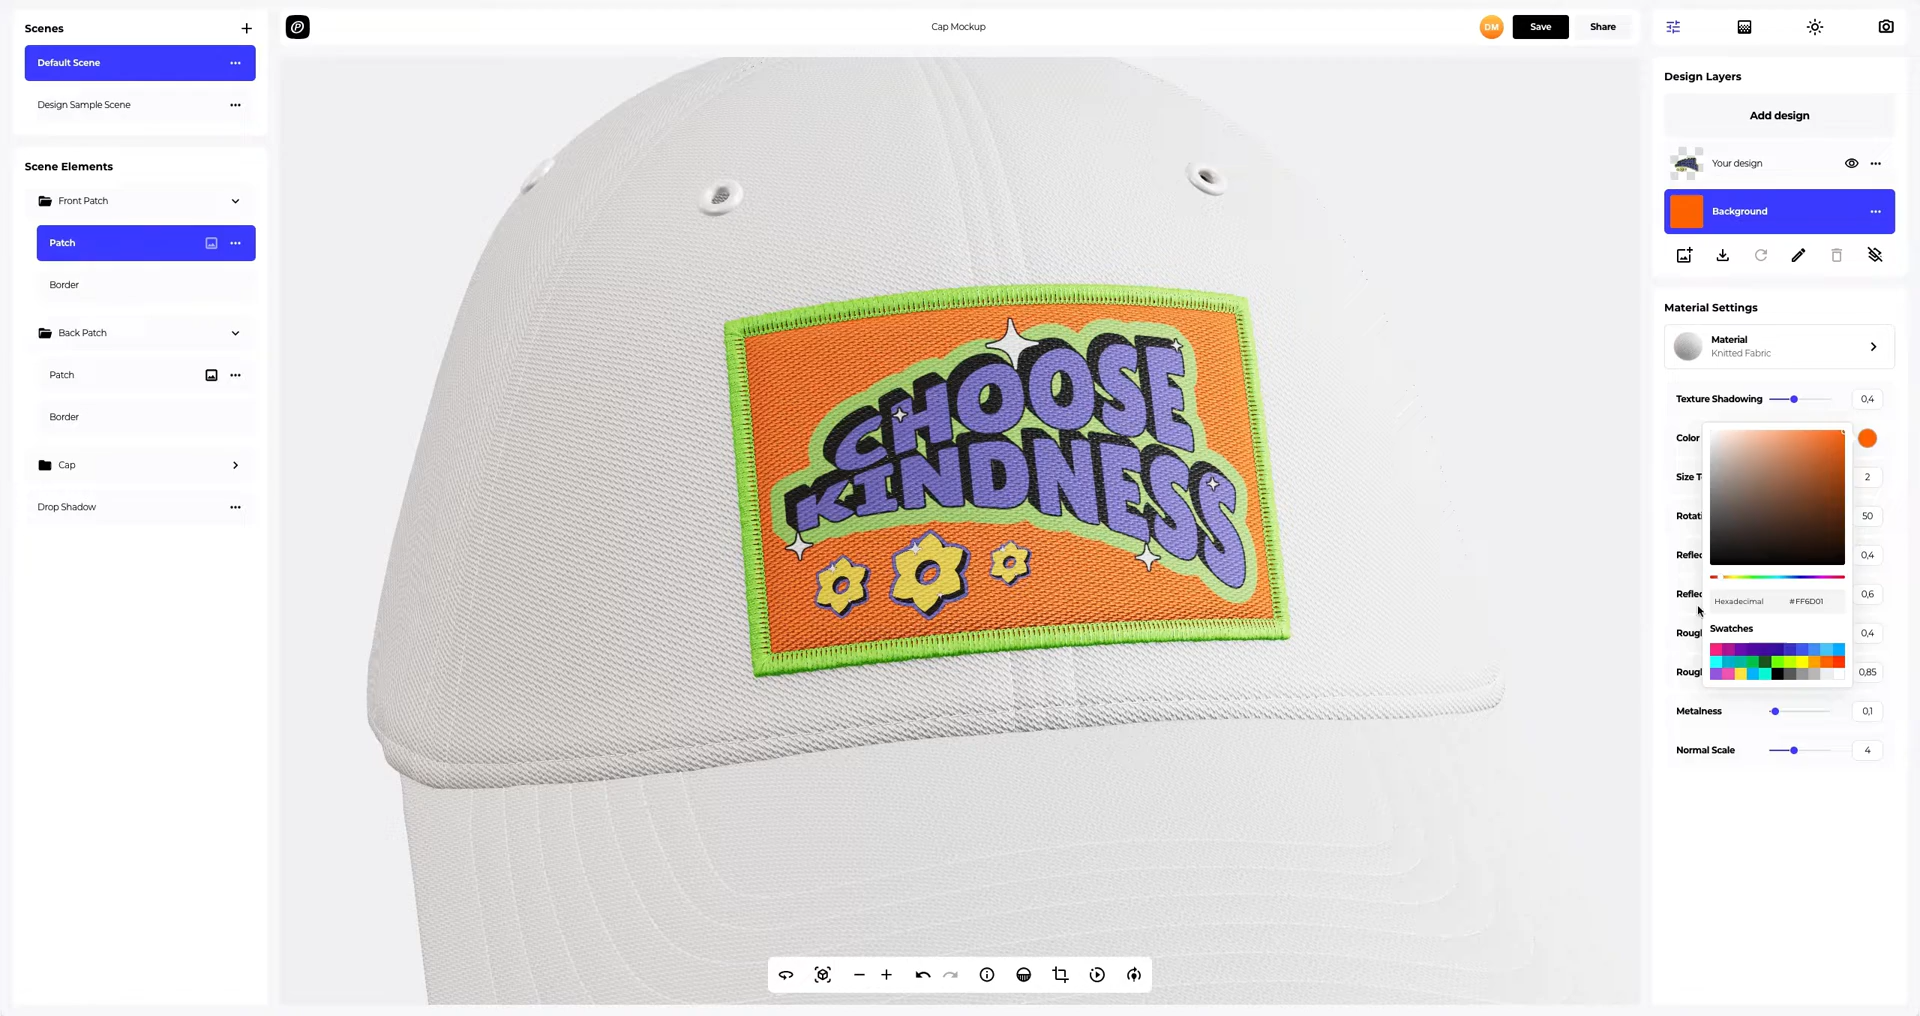 Scenes
Default Scene
Design Sample Scene
Scene Elements
Front Patch
Patch
Border
Back Patch
Patch
Border
Cap
Drop Shadow
Cap Mockup
DM
Save
Share
CHOOSE
KINDNESS
Design Layers
Add design
Your design
Background
Material Settings
Material
Knitted Fabric
Texture Shadowing 0,4
Color
Size T 2
Rotati 50
Reflec 0,4
Reflec 0,6
Rough 0,4
Rough 0,85
Hexadecimal #FF6D01
Swatches
Metalness 0,1
Normal Scale 4